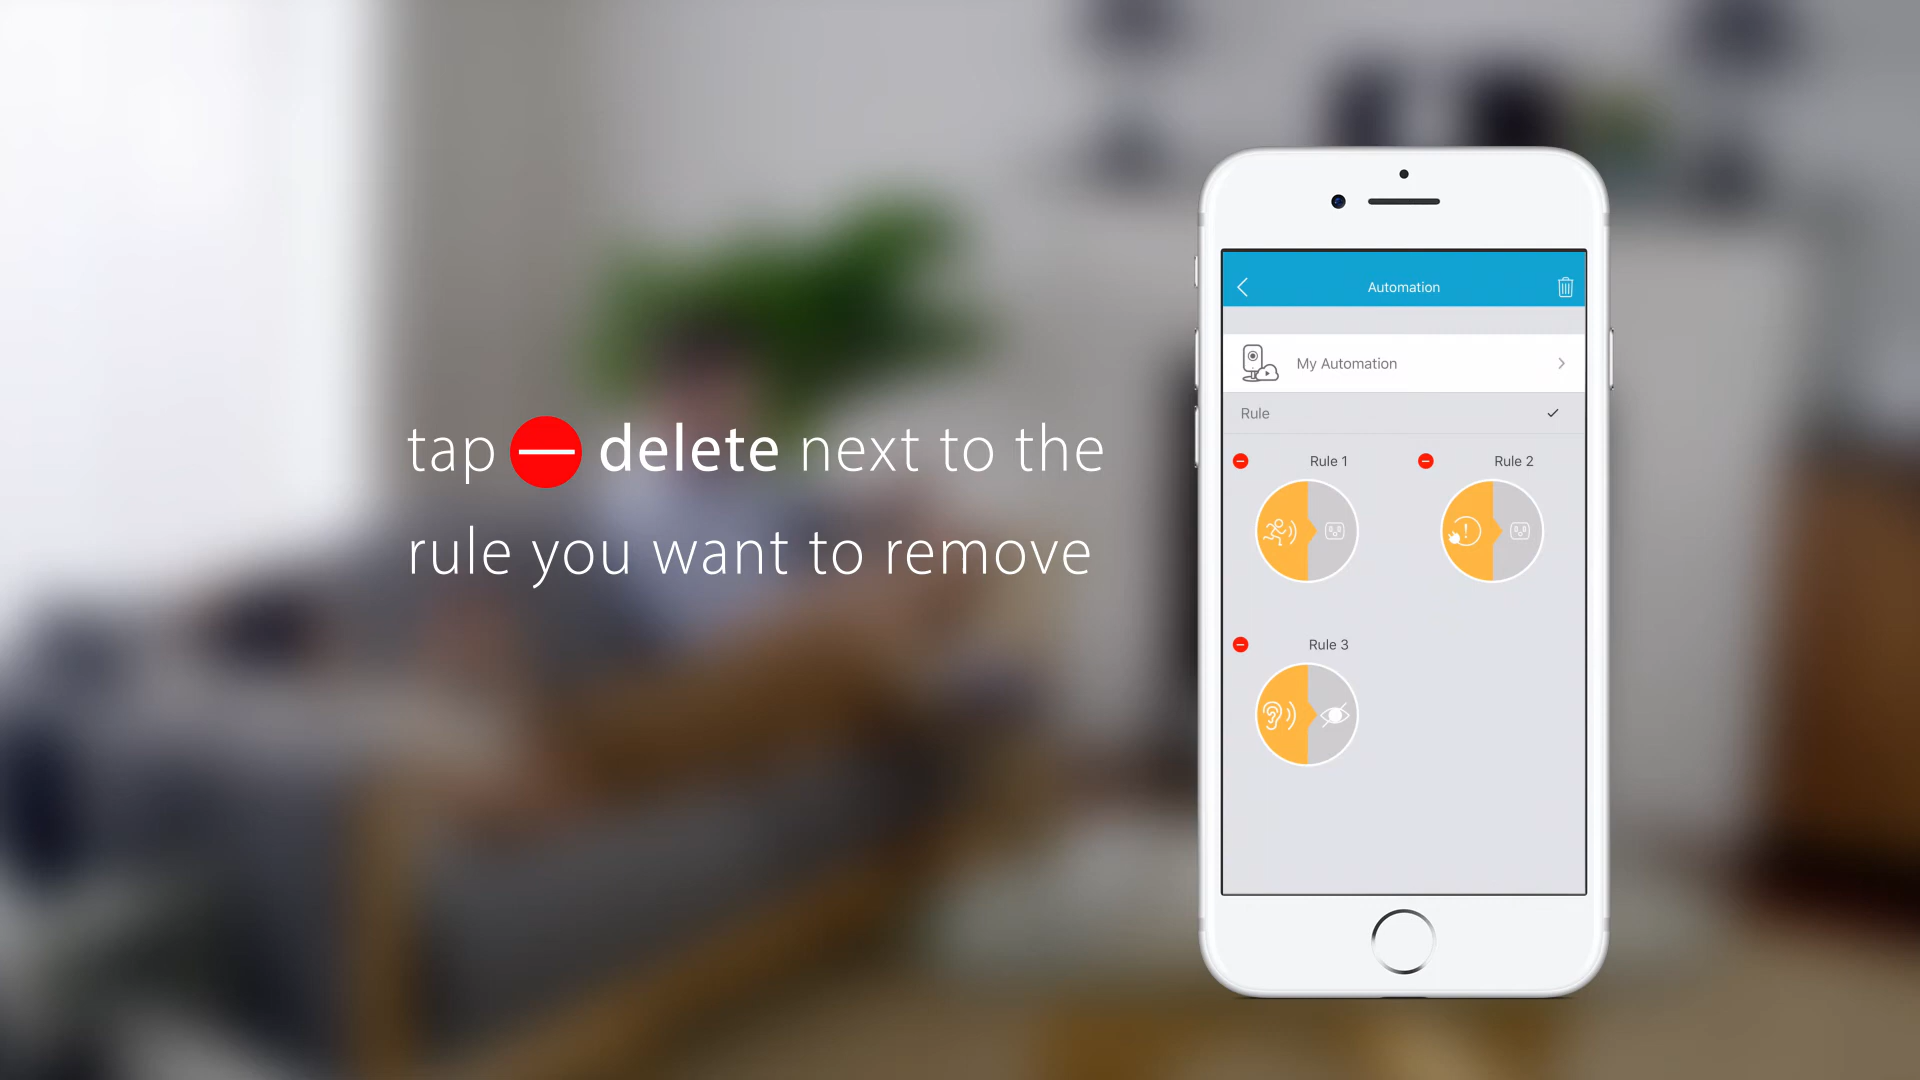 tap delete next to the
rule you want to remove
Automation
My Automation
Rule
Rule 1
Rule 2
Rule 3